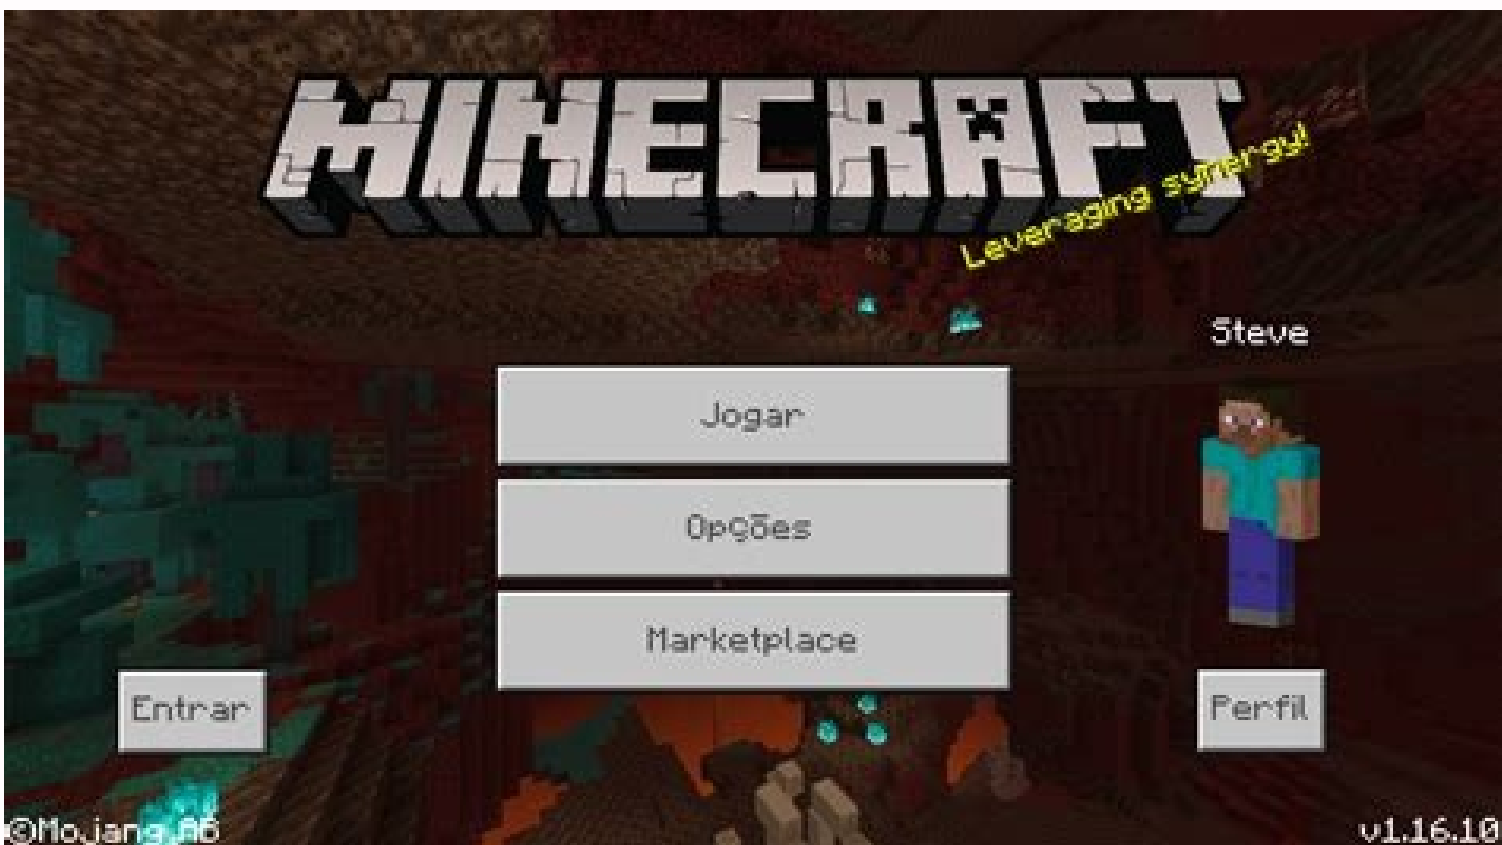 MINECRAFT
Leveraging synergy!
Steve
Jogar
Opções
Marketplace
Entrar
Perfil
©Mojang AB
v1.16.10